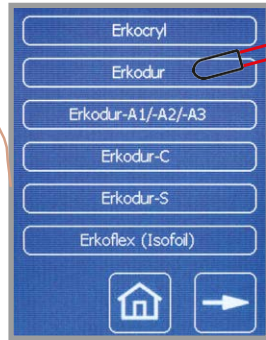 Erkocryl
Erkodur
Erkodur-A1/-A2/-A3
Erkodur-C
Erkodur-S
Erkoflex (Isofoil)